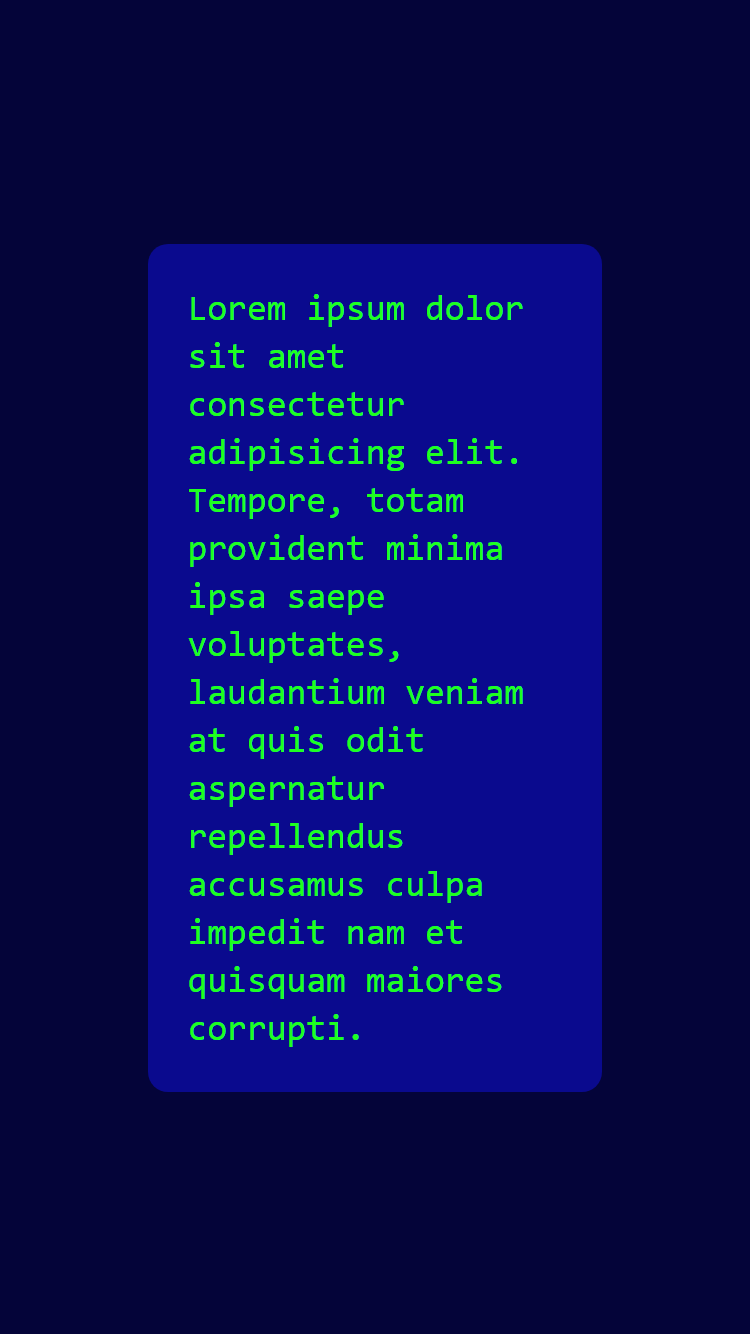 Lorem ipsum dolor
sit amet
consectetur
adipisicing elit.
Tempore, totam
provident minima
ipsa saepe
voluptates,
laudantium veniam
at quis odit
aspernatur
repellendus
accusamus culpa
impedit nam et
quisquam maiores
corrupti.